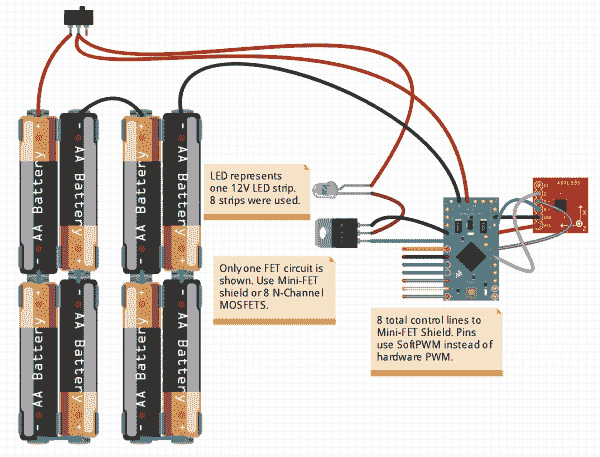 AA Battery
AA Battery
AA Battery
AA Battery
AA Battery
AA Battery
AA Battery
AA Battery
LED represents
one 12V LED strip.
8 strips were used.
Only one FET circuit is
shown. Use Mini-FET
shield or 8 N-Channel
MOSFETS.
8 total control lines to
Mini-FET Shield. Pins
use SoftPWM instead of
hardware PWM.